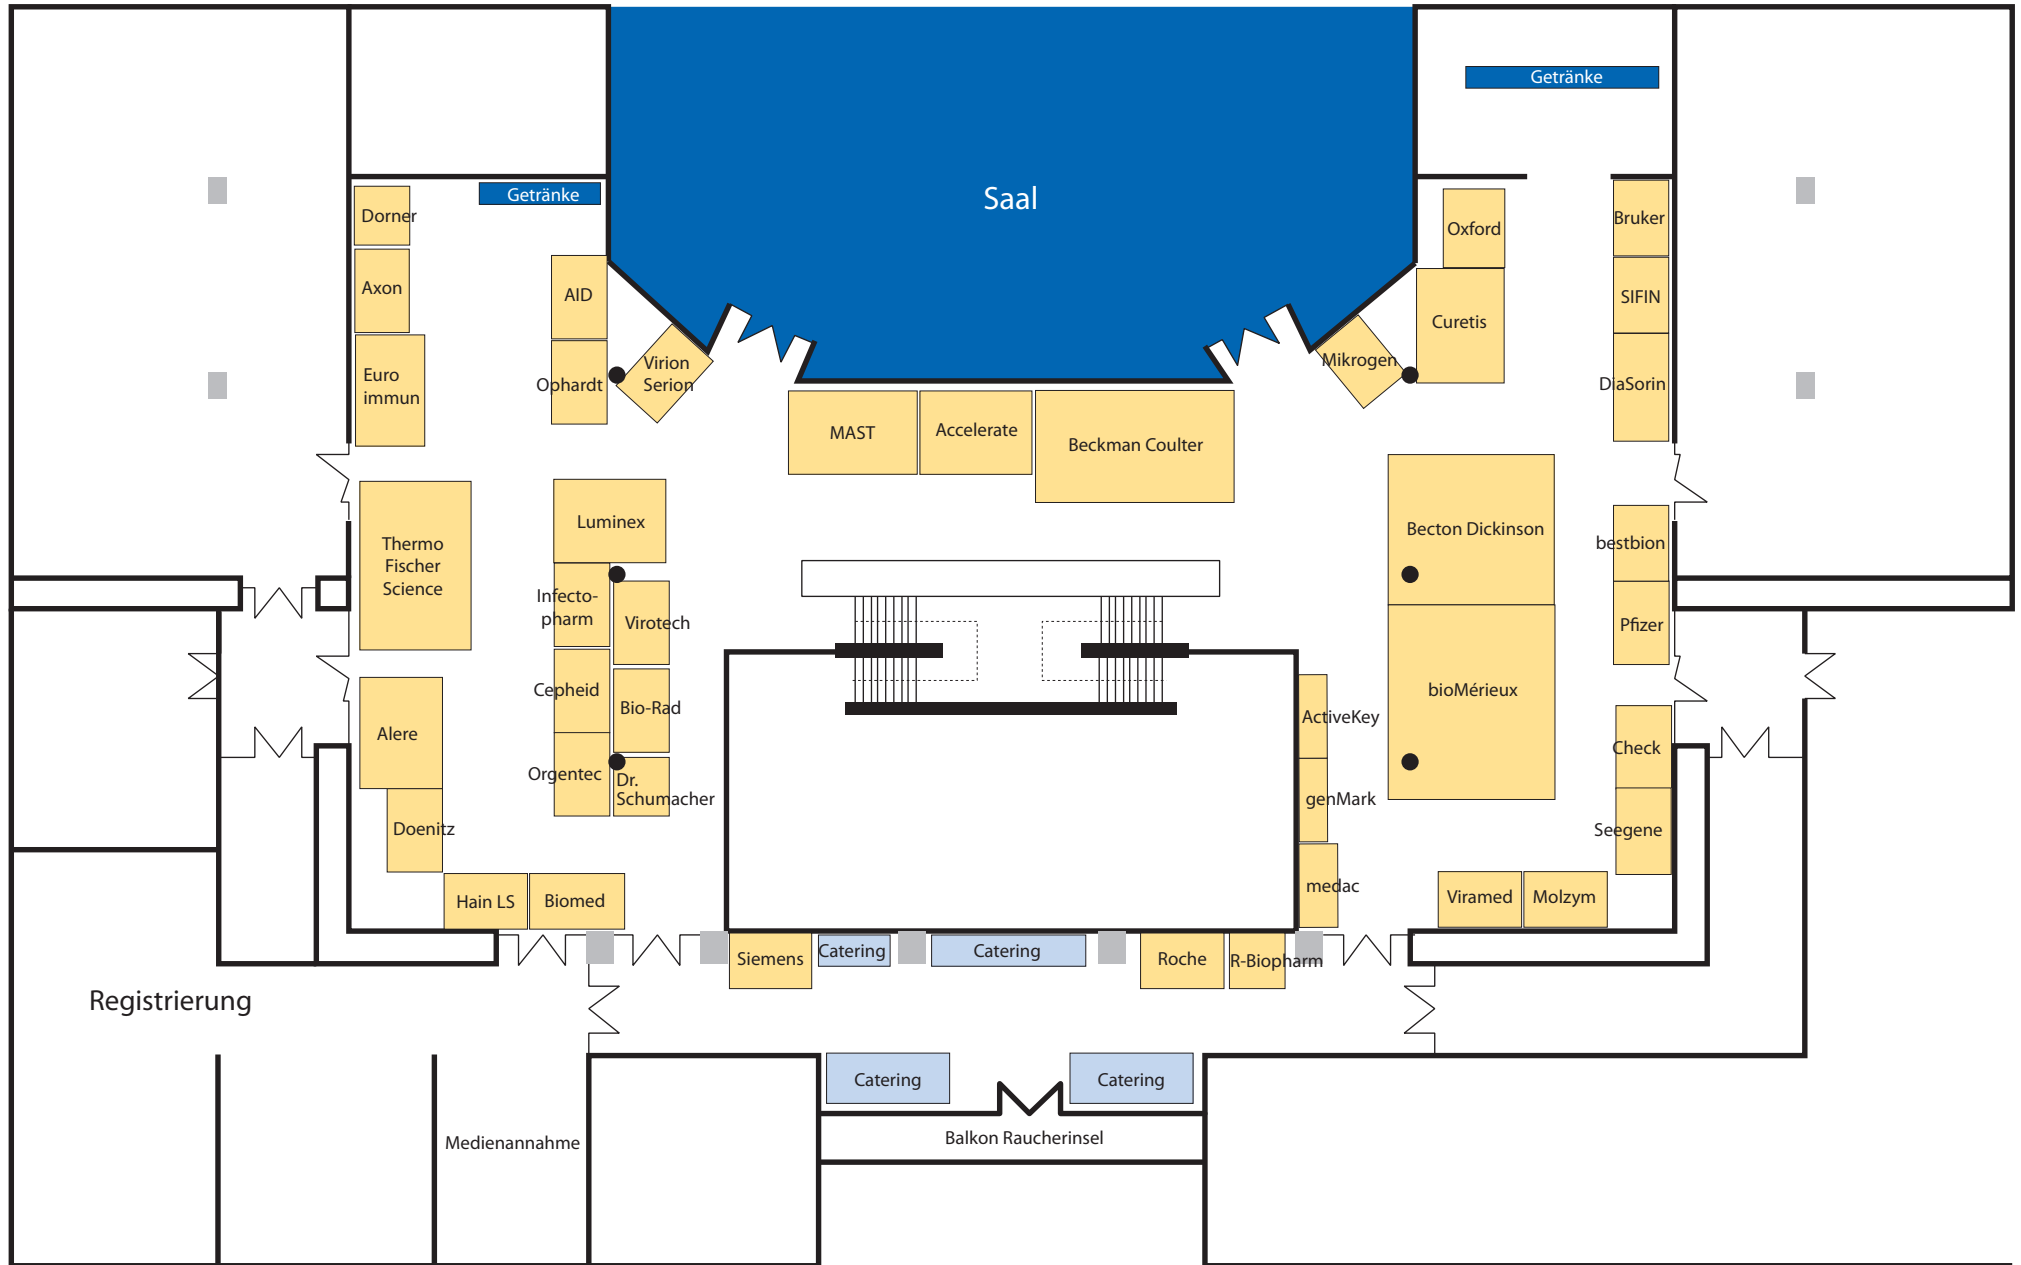 Getränke
Getränke
Saal
Dorner
Axon
Euro
immun
AID
Ophardt
Virion
Serion
Oxford
Curetis
Mikrogen
Bruker
SIFIN
DiaSorin
MAST
Accelerate
Beckman Coulter
Thermo
Fischer
Science
Luminex
Infecto-
pharm
Virotech
Cepheid
Bio-Rad
Orgentec
Dr.
Schumacher
Alere
Doenitz
Hain LS
Biomed
Becton Dickinson
bioMérieux
bestbion
Pfizer
Check
Seegene
ActiveKey
genMark
medac
Viramed
Molzym
Siemens
Catering
Catering
Roche
R-Biopharm
Registrierung
Catering
Catering
Medienannahme
Balkon Raucherinsel